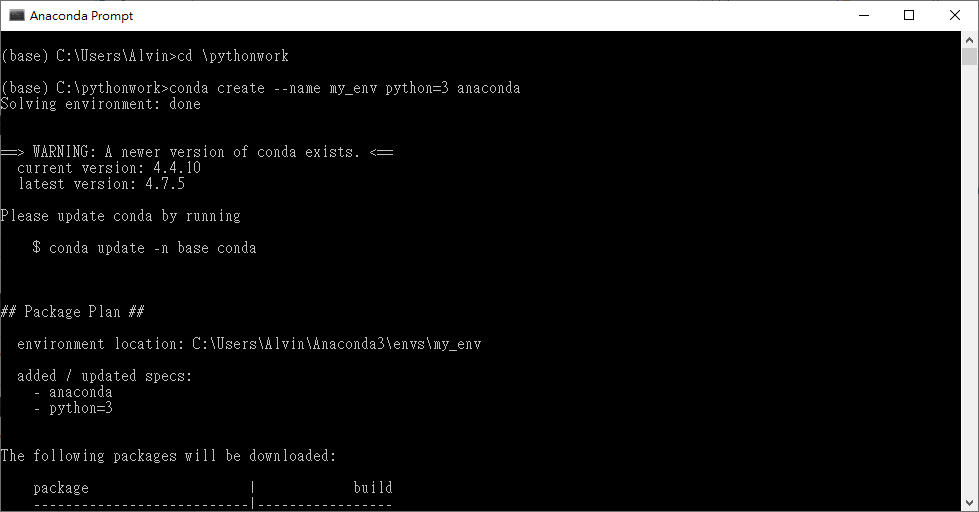 Anaconda Prompt
(base) C:\Users\Alvin>cd \pythonwork
(base) C:\pythonwork>conda create --name my_env python=3 anaconda
Solving environment: done
==> WARNING: A newer version of conda exists. <==
  current version: 4.4.10
  latest version: 4.7.5
Please update conda by running
    $ conda update -n base conda
## Package Plan ##
  environment location: C:\Users\Alvin\Anaconda3\envs\my_env
  added / updated specs:
    - anaconda
    - python=3
The following packages will be downloaded:
    package                    |            build
    ---------------------------|-----------------